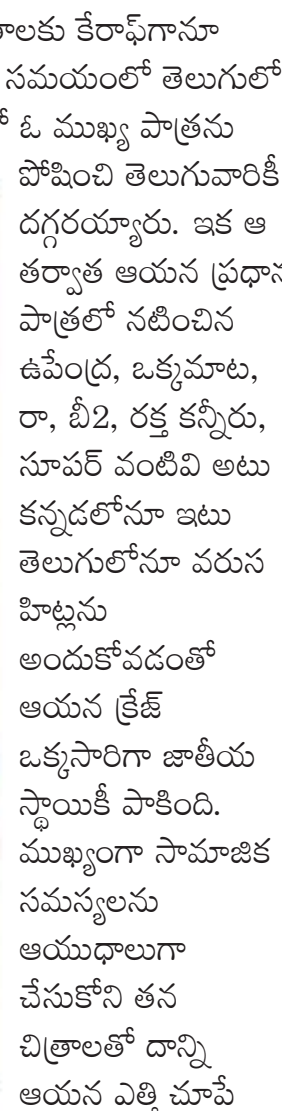 కేరాఫ్‌గానూ
సమయంలో తెలుగులో
ఓ ముఖ్య పాత్రను
పోషించి తెలుగువారికీ
దగ్గరయ్యారు. ఇక ఆ
తర్వాత ఆయన ప్రధాన
పాత్రలో నటించిన
ఉపేంద్ర, ఒక్కమాట,
రా, బీ2, రక్త కన్నీరు,
సూపర్ వంటివి అటు
కన్నడలోనూ ఇటు
తెలుగులోనూ వరుస
హిట్లను
అందుకోవడంతో
ఆయన క్రేజ్
ఒక్కసారిగా జాతీయ
స్థాయికీ పాకింది.
ముఖ్యంగా సామాజిక
సమస్యలను
ఆయుధాలుగా
చేసుకోని తన
చిత్రాలతో దాన్ని
ఆయన ఎత్తి చూపే